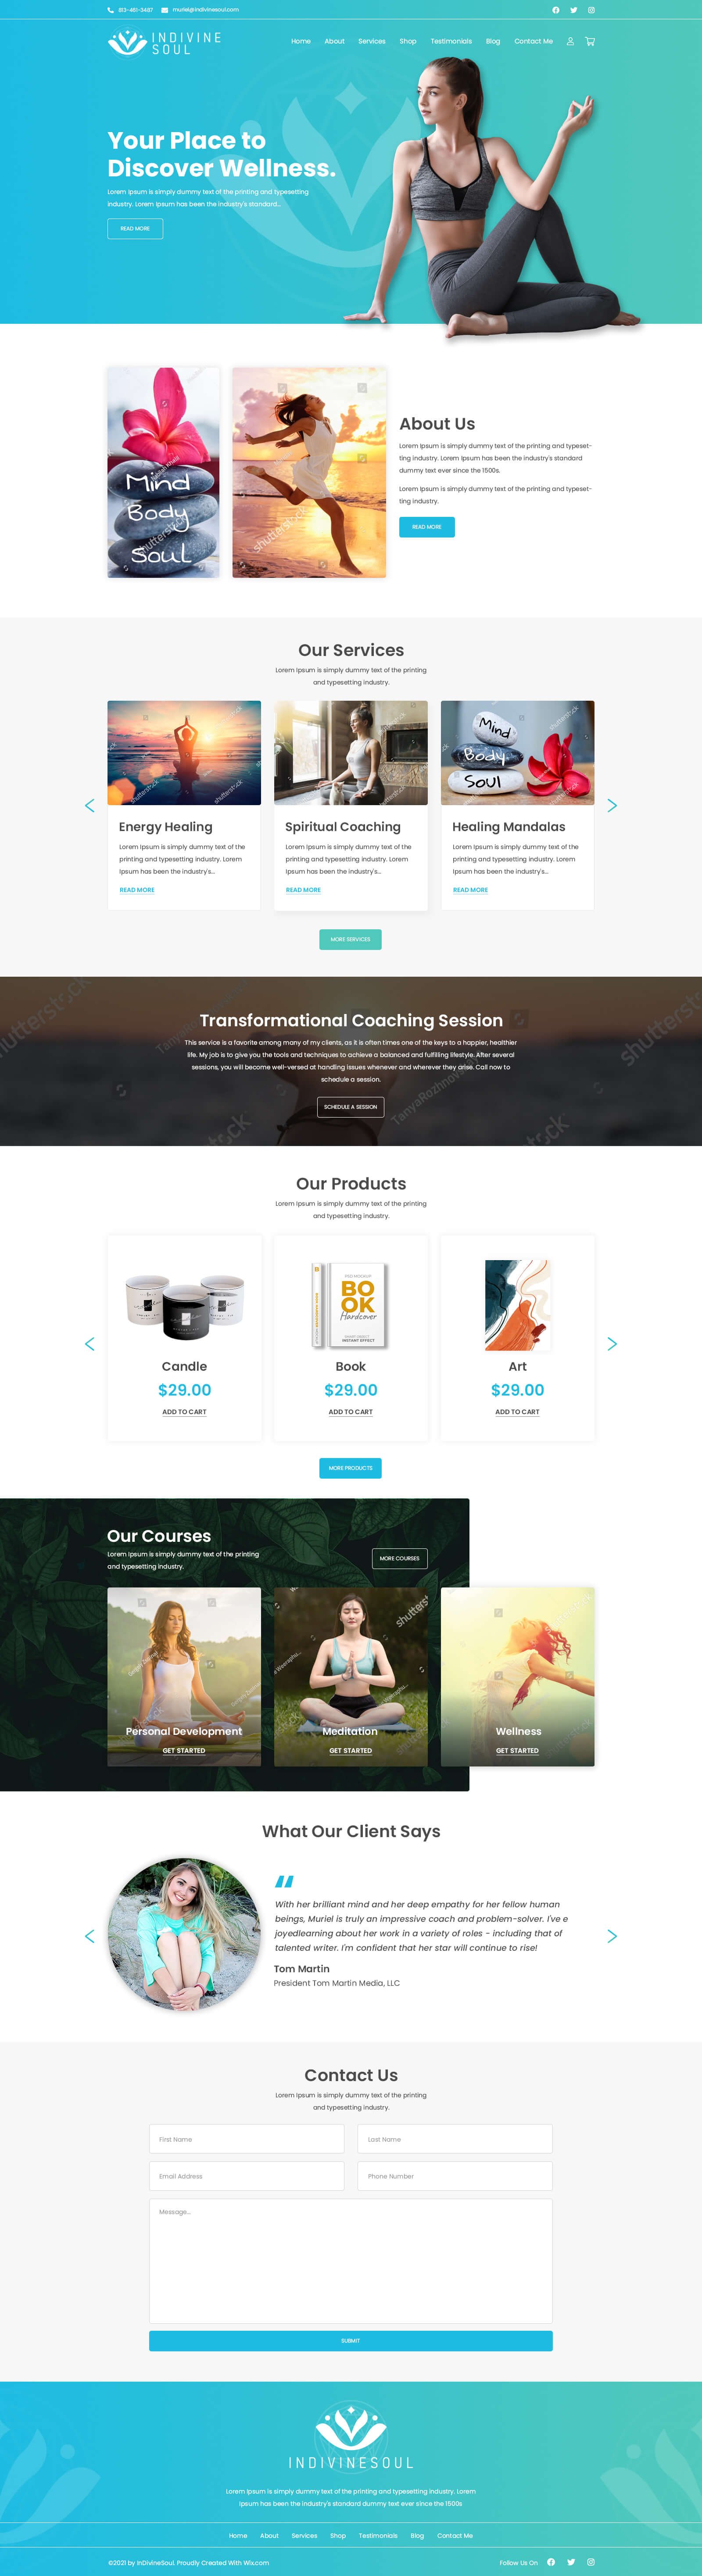 813-461-3487 muriel@indivinesoul.com
INDIVINE
SOUL
Home About Services Shop Testimonials Blog Contact Me
Your Place to
Discover Wellness.
Lorem Ipsum is simply dummy text of the printing and typesetting
industry. Lorem Ipsum has been the industry's standard...
READ MORE
Mind
Body
Soul
shutterstock
shutterstock
About Us
Lorem Ipsum is simply dummy text of the printing and typeset-
ting industry. Lorem Ipsum has been the industry's standard
dummy text ever since the 1500s.
Lorem Ipsum is simply dummy text of the printing and typeset-
ting industry.
READ MORE
Our Services
Lorem Ipsum is simply dummy text of the printing
and typesetting industry.
Mind
Body
Soul
shutterstock
shutterstock
shutterstock
Energy Healing
Lorem Ipsum is simply dummy text of the
printing and typesetting industry. Lorem
Ipsum has been the industry's...
READ MORE
Spiritual Coaching
Lorem Ipsum is simply dummy text of the
printing and typesetting industry. Lorem
Ipsum has been the industry's...
READ MORE
Healing Mandalas
Lorem Ipsum is simply dummy text of the
printing and typesetting industry. Lorem
Ipsum has been the industry's...
READ MORE
MORE SERVICES
Transformational Coaching Session
This service is a favorite among many of my clients, as it is often times one of the keys to a happier, healthier
life. My job is to give you the tools and techniques to achieve a balanced and fulfilling lifestyle. After several
sessions, you will become well-versed at handling issues whenever and wherever they arise. Call now to
schedule a session.
SCHEDULE A SESSION
Our Products
Lorem Ipsum is simply dummy text of the printing
and typesetting industry.
PSD MOCKUP
BO
OK
Hardcover
INSTANT EFFECT
Candle
$29.00
ADD TO CART
Book
$29.00
ADD TO CART
Art
$29.00
ADD TO CART
MORE PRODUCTS
Our Courses
Lorem Ipsum is simply dummy text of the printing
and typesetting industry.
MORE COURSES
Personal Development
GET STARTED
Meditation
GET STARTED
Wellness
GET STARTED
What Our Client Says
With her brilliant mind and her deep empathy for her fellow human
beings, Muriel is truly an impressive coach and problem-solver. I've e
joyedlearning about her work in a variety of roles - including that of
talented writer. I'm confident that her star will continue to rise!
Tom Martin
President Tom Martin Media, LLC
Contact Us
Lorem Ipsum is simply dummy text of the printing
and typesetting industry.
First Name Last Name
Email Address Phone Number
Message...
SUBMIT
INDIVINESOUL
Lorem Ipsum is simply dummy text of the printing and typesetting industry. Lorem
Ipsum has been the industry's standard dummy text ever since the 1500s
Home About Services Shop Testimonials Blog Contact Me
©2021 by InDivineSoul. Proudly Created With Wix.com Follow Us On